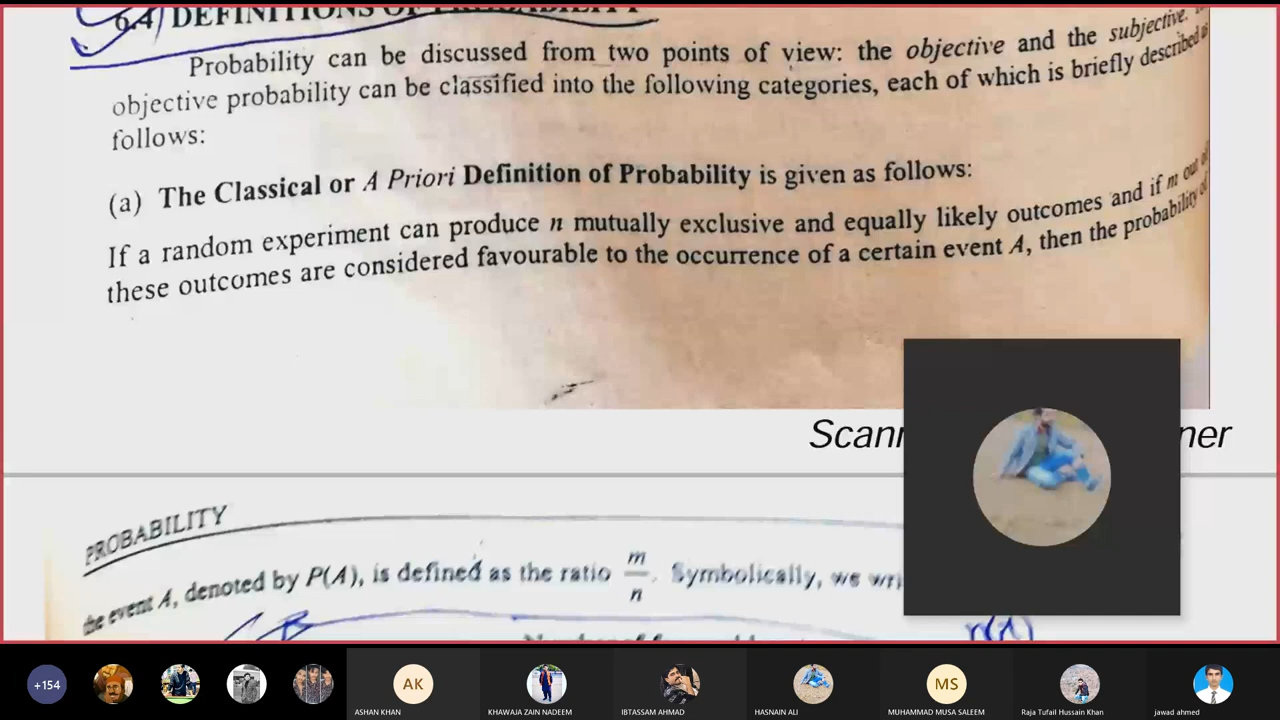 6.4 DEFINITIONS OF PROBABILITY
Probability can be discussed from two points of view: the objective and the subjective.
objective probability can be classified into the following categories, each of which is briefly described as
follows:
(a) The Classical or A Priori Definition of Probability is given as follows:
If a random experiment can produce n mutually exclusive and equally likely outcomes and if m out of
these outcomes are considered favourable to the occurrence of a certain event A, then the probability of
Scann ner
PROBABILITY
the event A, denoted by P(A), is defined as the ratio m/n. Symbolically, we wri
n(A)
+154
AK
MS
ASHAN KHAN
KHAWAJA ZAIN NADEEM
IBTASSAM AHMAD
HASNAIN ALI
MUHAMMAD MUSA SALEEM
Raja Tufail Hussain Khan
jawad ahmed